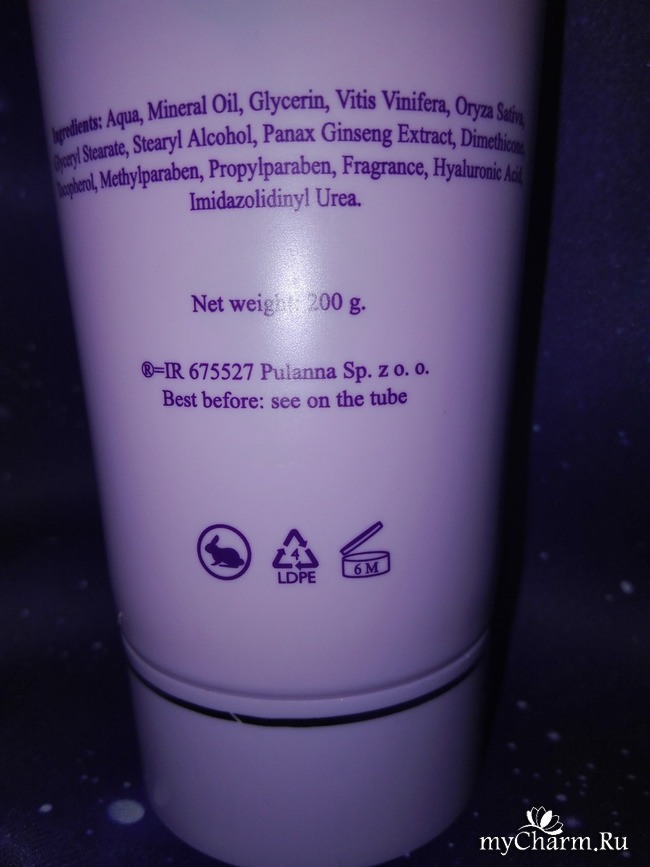 Ingredients: Aqua, Mineral Oil, Glycerin, Vitis Vinifera, Oryza Sativa,
Glyceryl Stearate, Stearyl Alcohol, Panax Ginseng Extract, Dimethicone,
Tocopherol, Methylparaben, Propylparaben, Fragrance, Hyaluronic Acid,
Imidazolidinyl Urea.
Net weight: 200 g.
®=IR 675527 Pulanna Sp. z o. o.
Best before: see on the tube
4
LDPE
6 M
myCharm.Ru